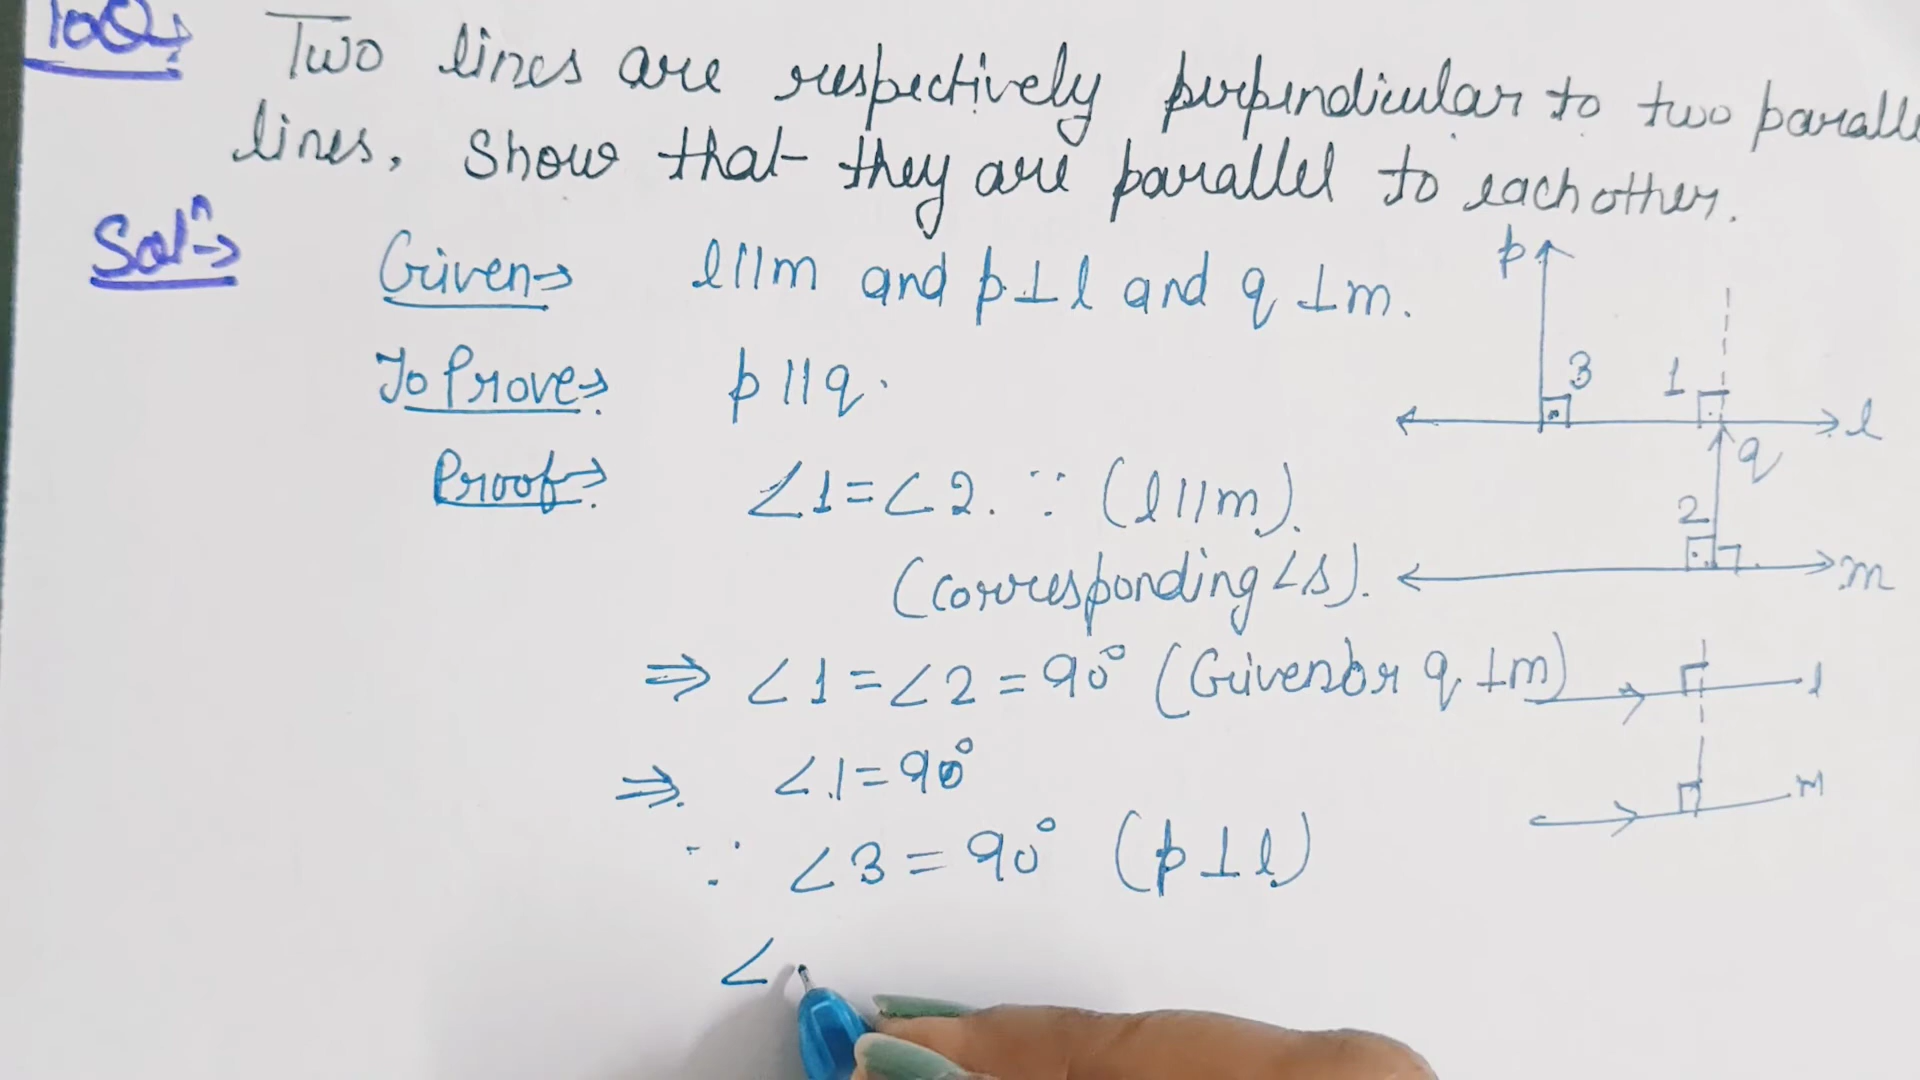 10Q→ Two lines are respectively perpendicular to two paralle
lines. Show that they are parallel to each other.
Solⁿ→ Given→ l||m and p⊥l and q⊥m.
To Prove→ p||q.
Proof→ ∠1=∠2. ∵ (l||m).
(corresponding ∠s).
⇒ ∠1=∠2=90° (Given or q⊥m)
⇒ ∠1=90°
∵ ∠3=90° (p⊥l)
∠
p
3 1
l
q
2
m
l
m